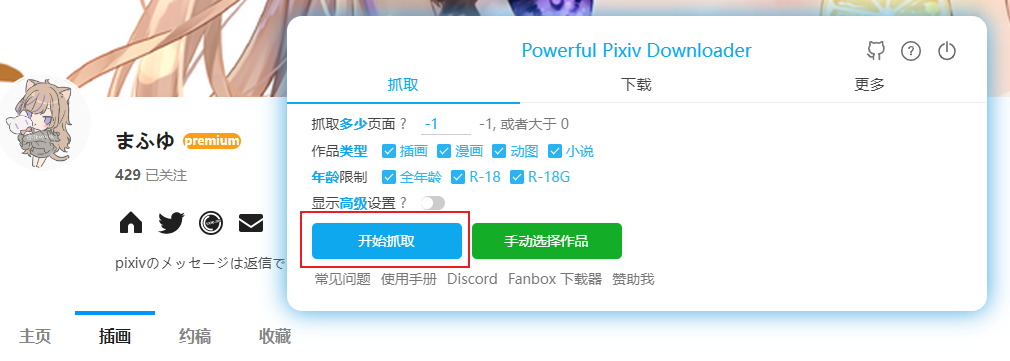 Powerful Pixiv Downloader
抓取 下载 更多
抓取多少页面 ? -1 -1, 或者大于 0
作品类型 插画 漫画 动图 小说
年龄限制 全年龄 R-18 R-18G
显示高级设置 ?
开始抓取 手动选择作品
常见问题 使用手册 Discord Fanbox 下载器 赞助我
まふゆ premium
429 已关注
pixivのメッセージは返信で
主页 插画 约稿 收藏